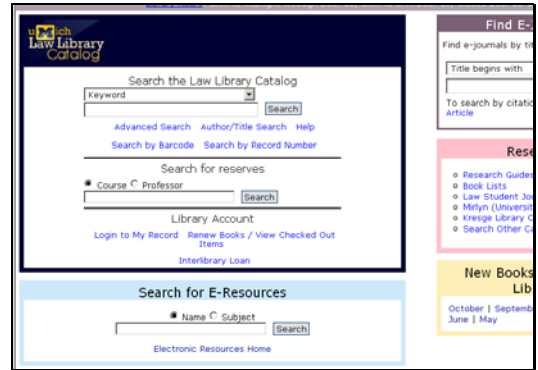 uMich
Law Library
Catalog
Search the Law Library Catalog
Keyword
Search
Advanced Search Author/Title Search Help
Search by Barcode Search by Record Number
Search for reserves
Course Professor
Search
Library Account
Login to My Record Renew Books / View Checked Out
Items
Interlibrary Loan
Search for E-Resources
Name Subject
Search
Electronic Resources Home
Find E-
Find e-journals by tit
Title begins with
To search by citatio
Article
Rese
Research Guides
Book Lists
Law Student Jo
Mirlyn (Universit
Kresge Library C
Search Other Ca
New Books
Lib
October | Septemb
June | May